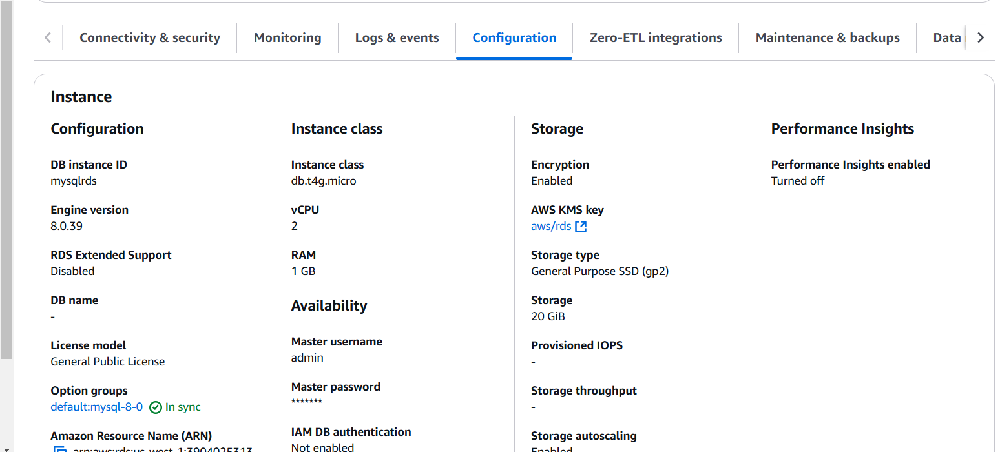 Connectivity & security
Monitoring
Logs & events
Configuration
Zero-ETL integrations
Maintenance & backups
Data
Instance
Configuration
DB instance ID
mysqlrds
Engine version
8.0.39
RDS Extended Support
Disabled
DB name
-
License model
General Public License
Option groups
default:mysql-8-0 In sync
Amazon Resource Name (ARN)
arn:aws:rds:us-west-1:3904025313
Instance class
Instance class
db.t4g.micro
vCPU
2
RAM
1 GB
Availability
Master username
admin
Master password
*******
IAM DB authentication
Not enabled
Storage
Encryption
Enabled
AWS KMS key
aws/rds
Storage type
General Purpose SSD (gp2)
Storage
20 GiB
Provisioned IOPS
-
Storage throughput
-
Storage autoscaling
Enabled
Performance Insights
Performance Insights enabled
Turned off